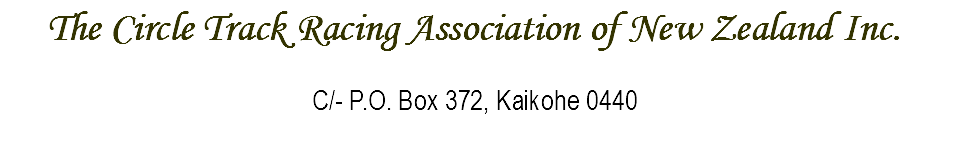 The Circle Track Racing Association of New Zealand Inc.
C/- P.O. Box 372, Kaikohe 0440